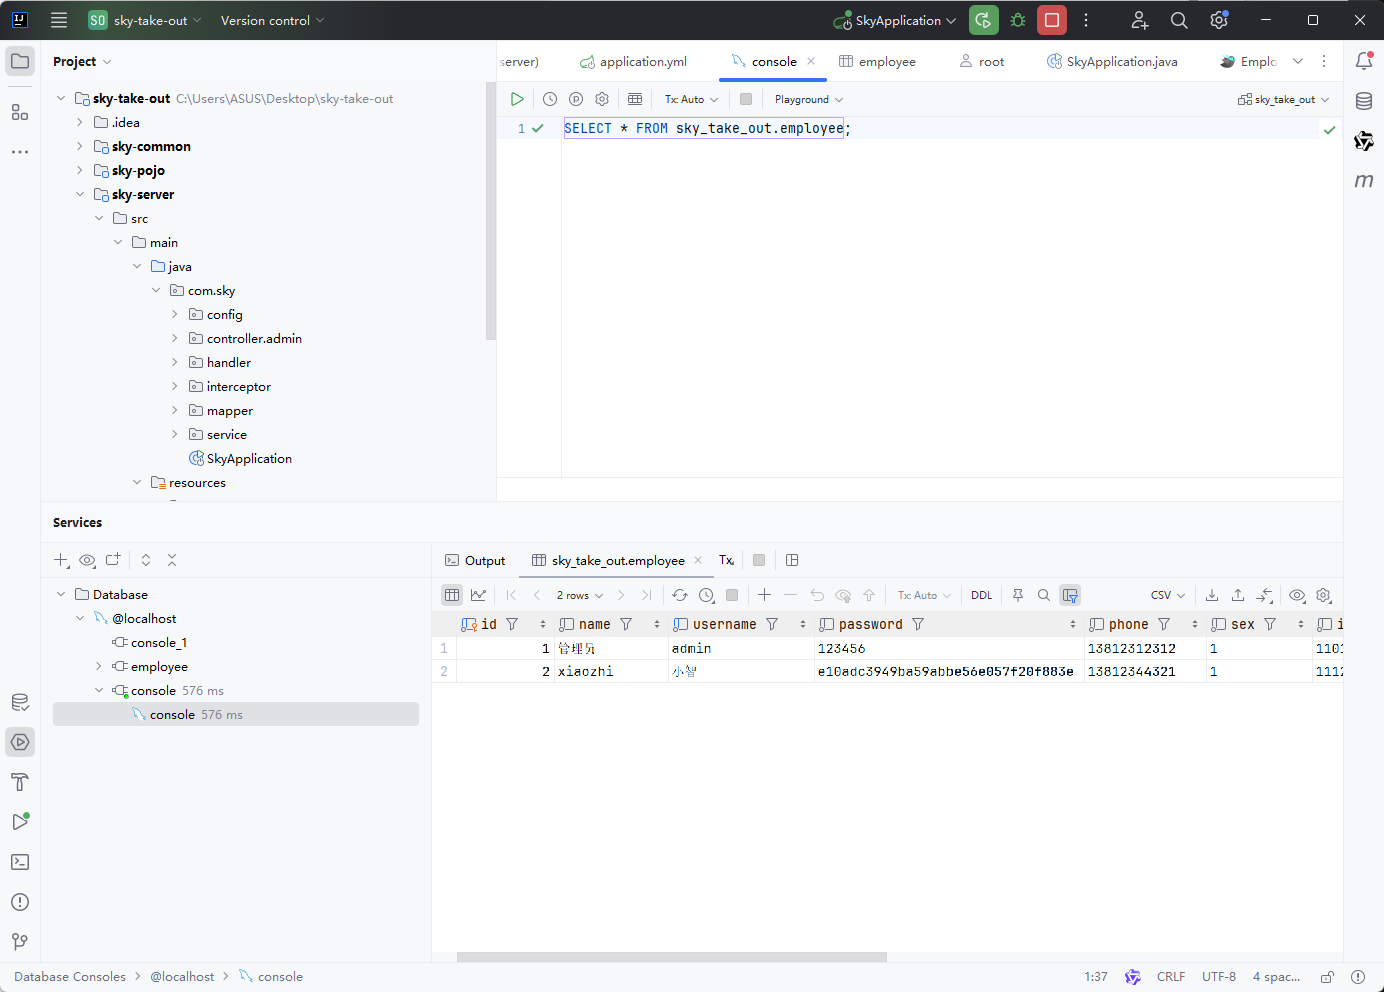 SO sky-take-out Version control SkyApplication
Project
server) application.yml console employee root SkyApplication.java Emplo
sky-take-out C:\Users\ASUS\Desktop\sky-take-out
Tx: Auto Playground sky_take_out
.idea
1 SELECT * FROM sky_take_out.employee;
sky-common
sky-pojo
sky-server
src
main
java
com.sky
config
controller.admin
handler
interceptor
mapper
service
SkyApplication
resources
Services
Output sky_take_out.employee Tx
Database
2 rows Tx: Auto DDL CSV
@localhost
id name username password phone sex i
console_1
1 1 管理员 admin 123456 13812312312 1 1101
employee
2 2 xiaozhi 小智 e10adc3949ba59abbe56e057f20f883e 13812344321 1 1112
console 576 ms
console 576 ms
Database Consoles @localhost console 1:37 CRLF UTF-8 4 spac...